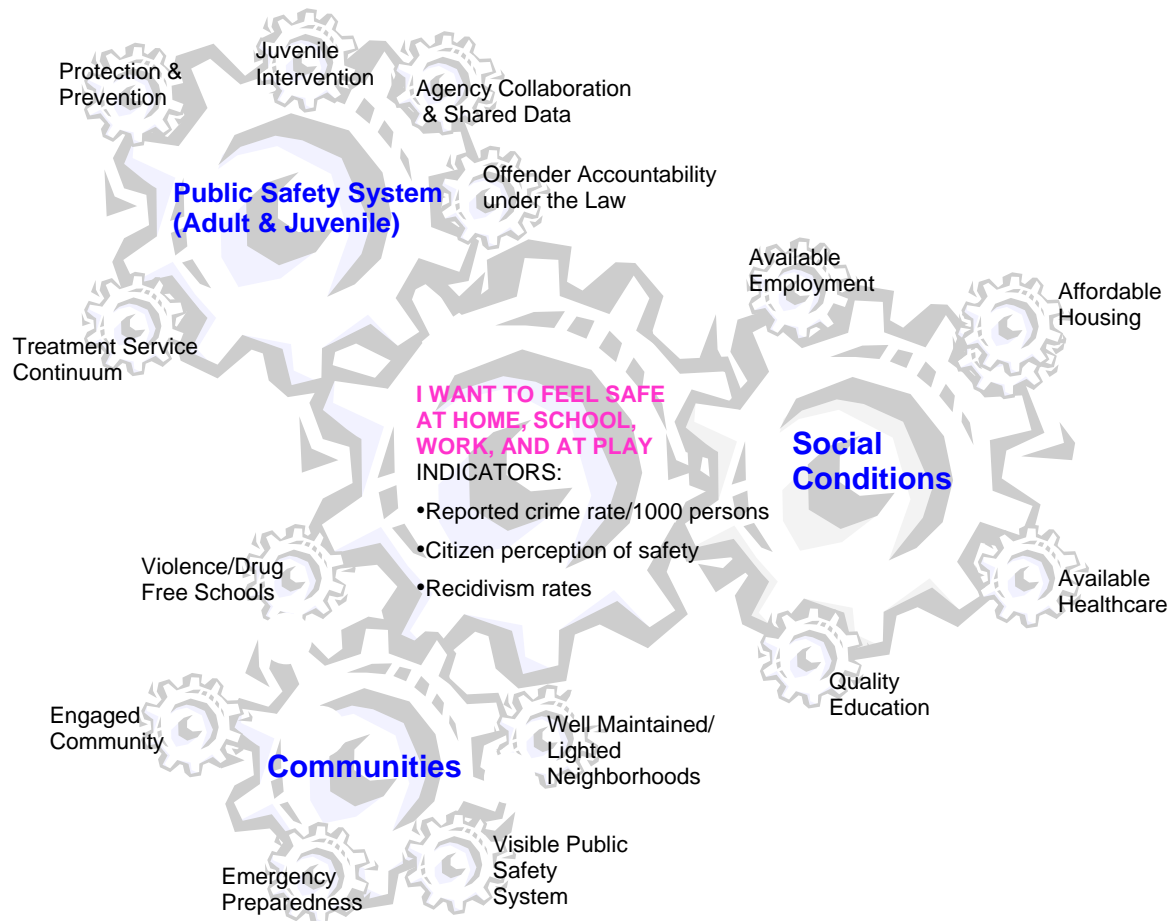 Protection &
Prevention
Juvenile
Intervention
Agency Collaboration
& Shared Data
Offender Accountability
under the Law
Public Safety System
(Adult & Juvenile)
Treatment Service
Continuum
Available
Employment
Affordable
Housing
I WANT TO FEEL SAFE
AT HOME, SCHOOL,
WORK, AND AT PLAY
INDICATORS:
•Reported crime rate/1000 persons
•Citizen perception of safety
•Recidivism rates
Social
Conditions
Available
Healthcare
Quality
Education
Violence/Drug
Free Schools
Engaged
Community
Communities
Well Maintained/
Lighted
Neighborhoods
Emergency
Preparedness
Visible Public
Safety
System